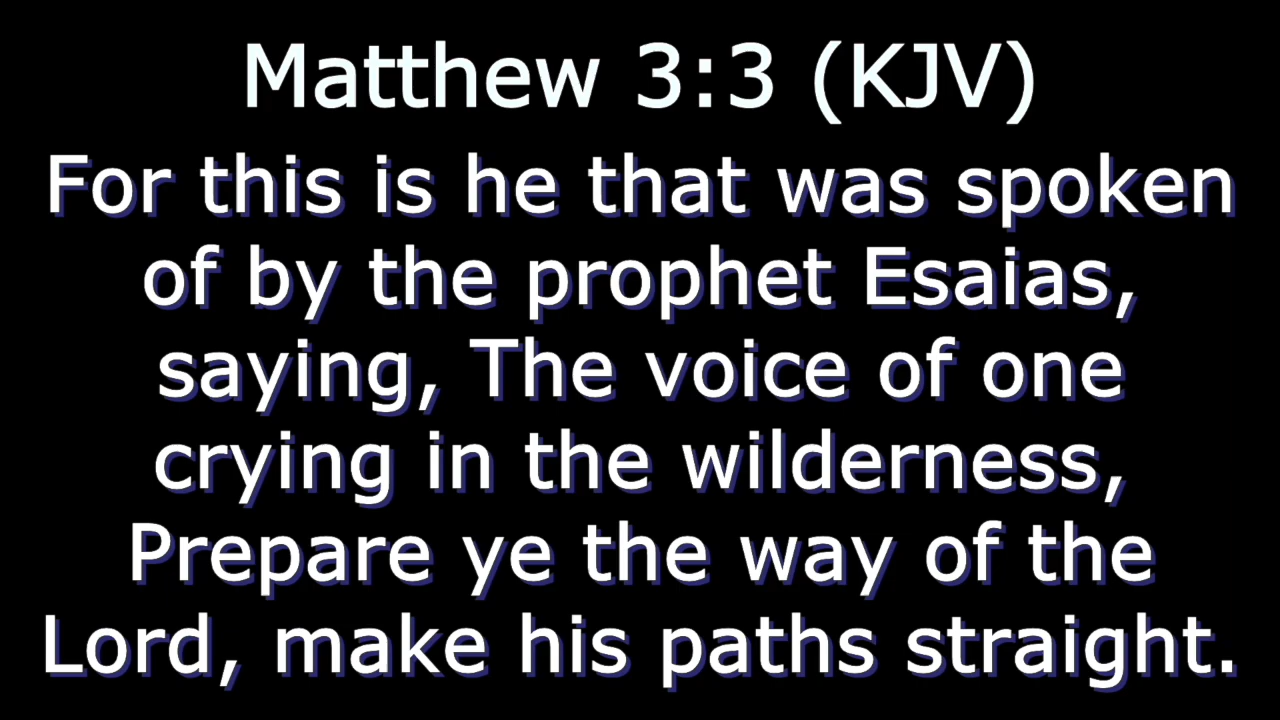 Matthew 3:3 (KJV)
For this is he that was spoken
of by the prophet Esaias,
saying, The voice of one
crying in the wilderness,
Prepare ye the way of the
Lord, make his paths straight.